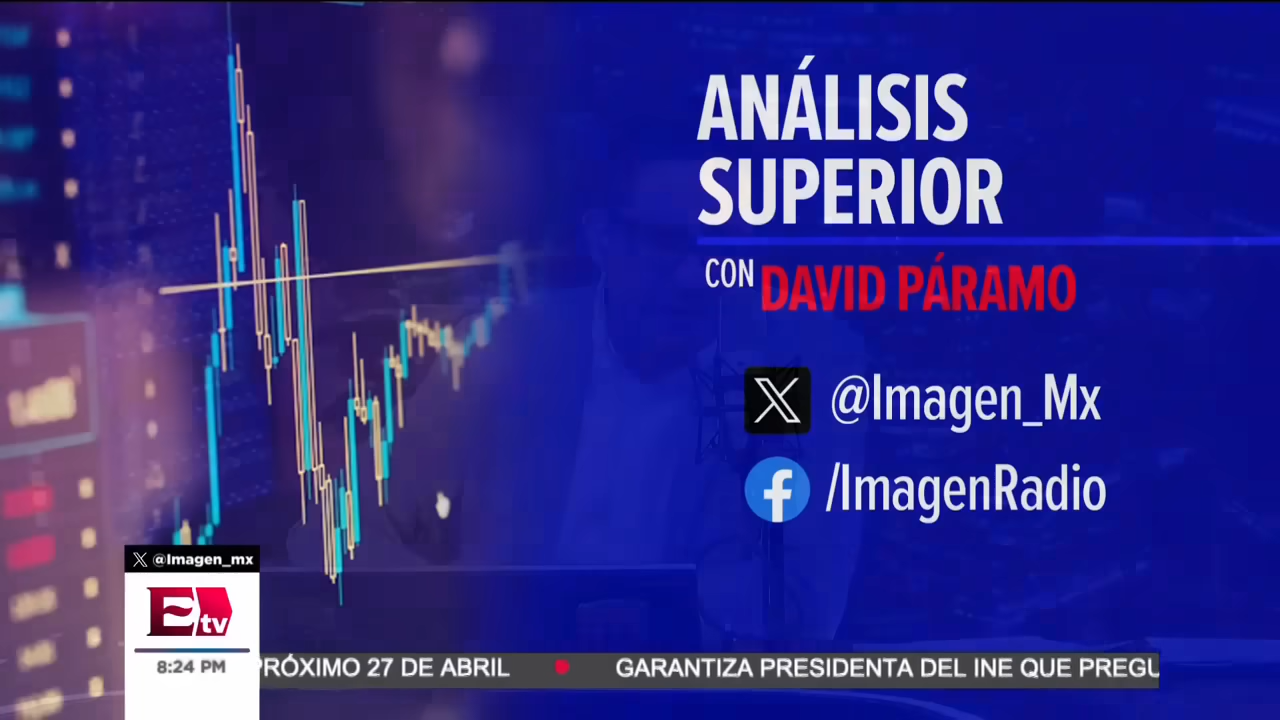 ANÁLISIS
SUPERIOR
CON DAVID PÁRAMO
@Imagen_Mx
/ImagenRadio
@Imagen_mx
Etv
8:24 PM
PRÓXIMO 27 DE ABRIL • GARANTIZA PRESIDENTA DEL INE QUE PREGU